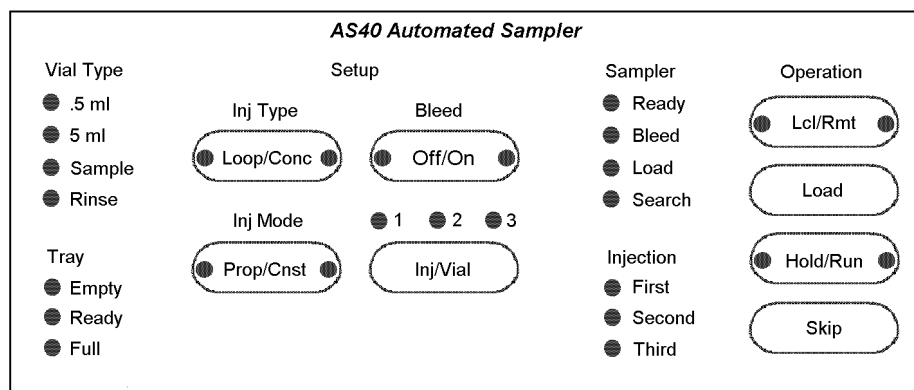 AS40 Automated Sampler
Vial Type
.5 ml
5 ml
Sample
Rinse
Tray
Empty
Ready
Full
Setup
Inj Type
Loop/Conc
Bleed
Off/On
Inj Mode
Prop/Cnst
1 2 3
Inj/Vial
Sampler
Ready
Bleed
Load
Search
Injection
First
Second
Third
Operation
Lcl/Rmt
Load
Hold/Run
Skip